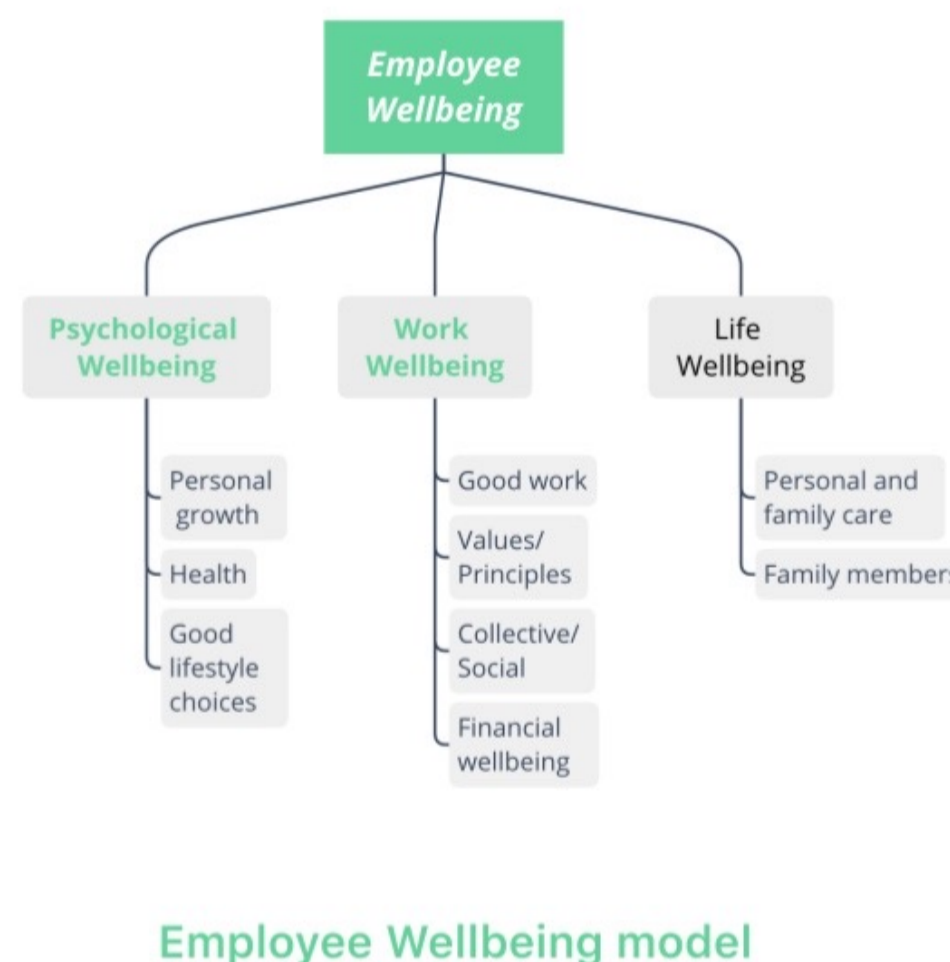 Employee
Wellbeing
Psychological
Wellbeing
Personal
growth
Health
Good
lifestyle
choices
Work
Wellbeing
Good work
Values/
Principles
Collective/
Social
Financial
wellbeing
Life
Wellbeing
Personal and
family care
Family members
Employee Wellbeing model